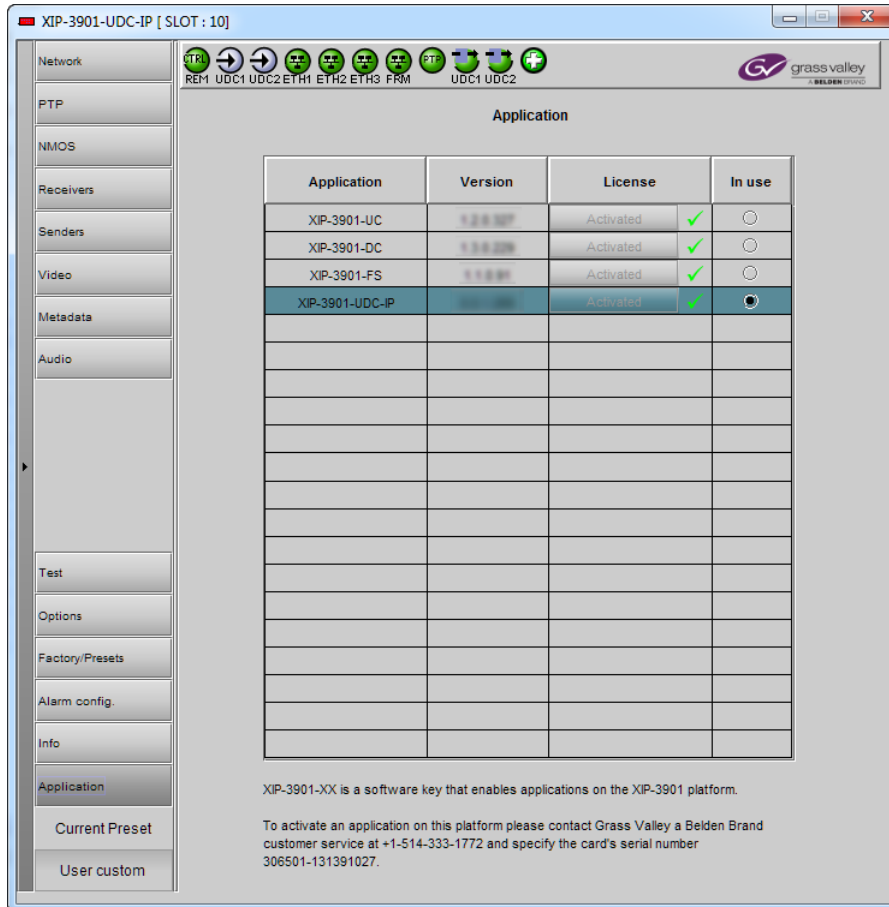 XIP-3901-UDC-IP [ SLOT : 10]
CTRL
PTP
REM UDC1 UDC2 ETH1 ETH2 ETH3 FRM UDC1 UDC2
GV grass valley
A BELDEN BRAND
Network
PTP
NMOS
Receivers
Senders
Video
Metadata
Audio
Test
Options
Factory/Presets
Alarm config.
Info
Application
Current Preset
User custom
Application
Application Version License In use
XIP-3901-UC Activated
XIP-3901-DC Activated
XIP-3901-FS Activated
XIP-3901-UDC-IP Activated
XIP-3901-XX is a software key that enables applications on the XIP-3901 platform.
To activate an application on this platform please contact Grass Valley a Belden Brand
customer service at +1-514-333-1772 and specify the card's serial number
306501-131391027.